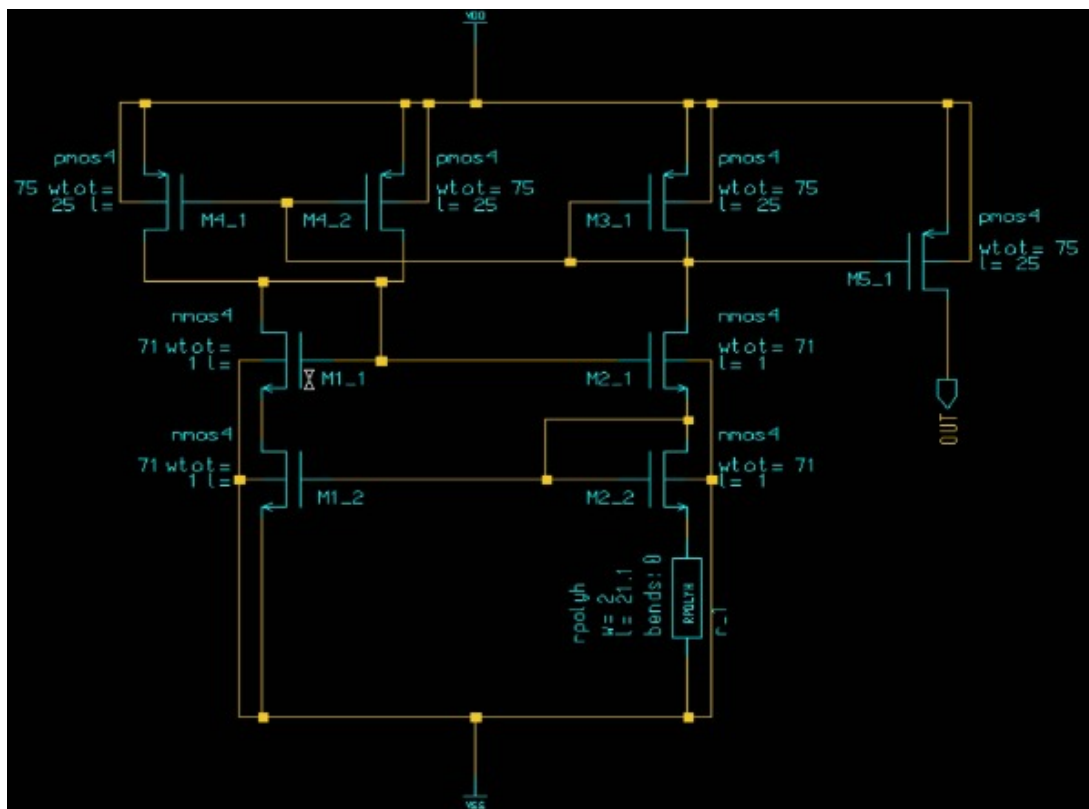 VDD
pmos4
75 wtot=
25 l=
M4_1
pmos4
wtot= 75
l= 25
M4_2
pmos4
wtot= 75
l= 25
M3_1
pmos4
wtot= 75
l= 25
M5_1
nmos4
71 wtot=
1 l=
M1_1
nmos4
wtot= 71
l= 1
M2_1
OUT
nmos4
71 wtot=
1 l=
M1_2
nmos4
wtot= 71
l= 1
M2_2
rpolyh
W= 2
l= 21.1
bends: 0
RPOLYH
r_1
VSS